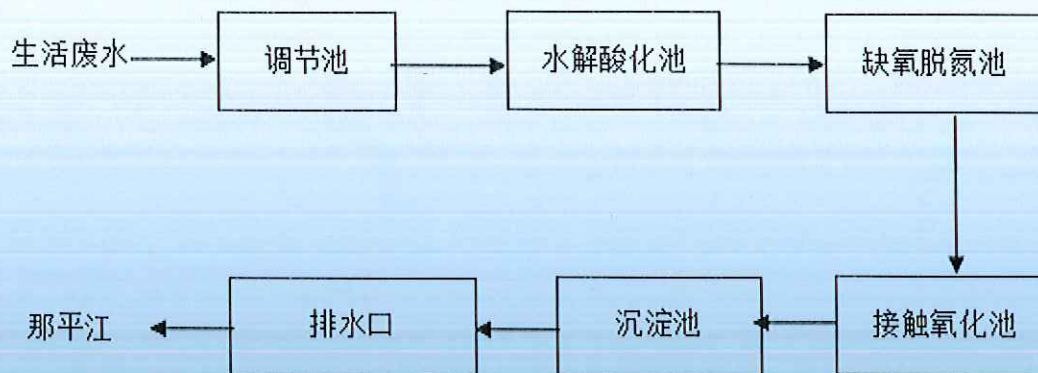 生活废水
调节池
水解酸化池
缺氧脱氮池
接触氧化池
沉淀池
排水口
那平江